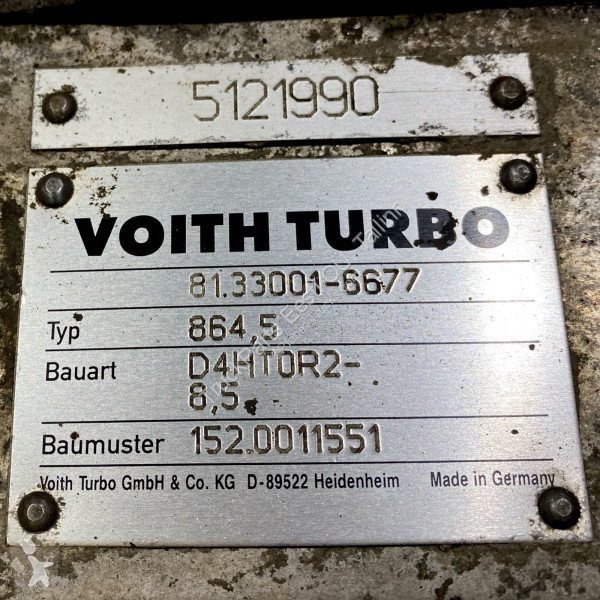 5121990
VOITH TURBO
81.33001-6677
Typ 864,5
Bauart D4HTOR2-
8,5
Baumuster 152.0011551
Voith Turbo GmbH & Co. KG D-89522 Heidenheim Made in Germany